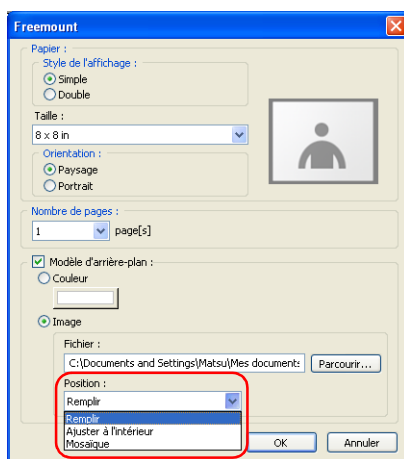 Freemount
Papier :
Style de l'affichage :
Simple
Double
Taille :
8 x 8 in
Orientation :
Paysage
Portrait
Nombre de pages :
1 page[s]
Modèle d'arrière-plan :
Couleur
Image
Fichier :
C:\Documents and Settings\Matsu\Mes documents Parcourir...
Position :
Remplir
Remplir
Ajuster à l'intérieur
Mosaïque
OK Annuler